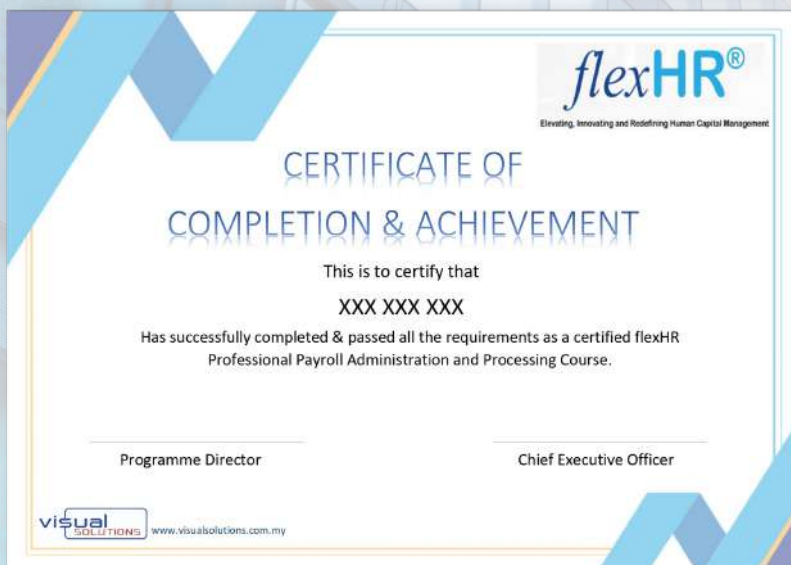 flexHR®
Elevating, Innovating and Redefining Human Capital Management
CERTIFICATE OF
COMPLETION & ACHIEVEMENT
This is to certify that
XXX XXX XXX
Has successfully completed & passed all the requirements as a certified flexHR
Professional Payroll Administration and Processing Course.
Programme Director
Chief Executive Officer
visual
SOLUTIONS
www.visualsolutions.com.my